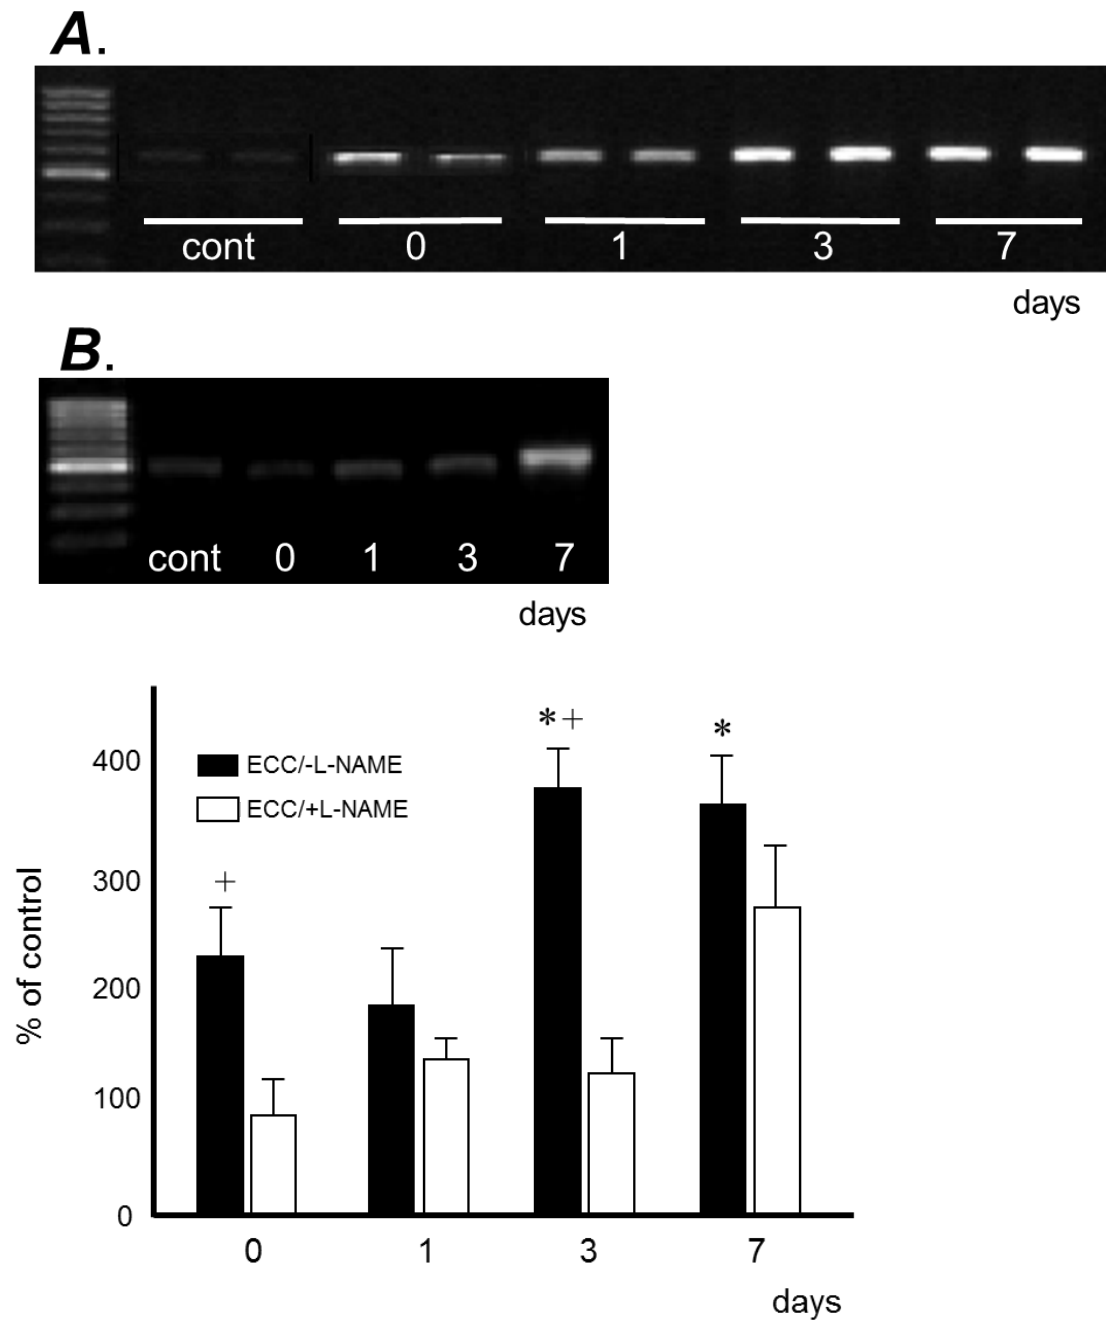 A.
cont 0 1 3 7
days
B.
cont 0 1 3 7
days
* + *
400
ECC/-L-NAME
ECC/+L-NAME
300
+
% of control
200
100
0
0 1 3 7
days